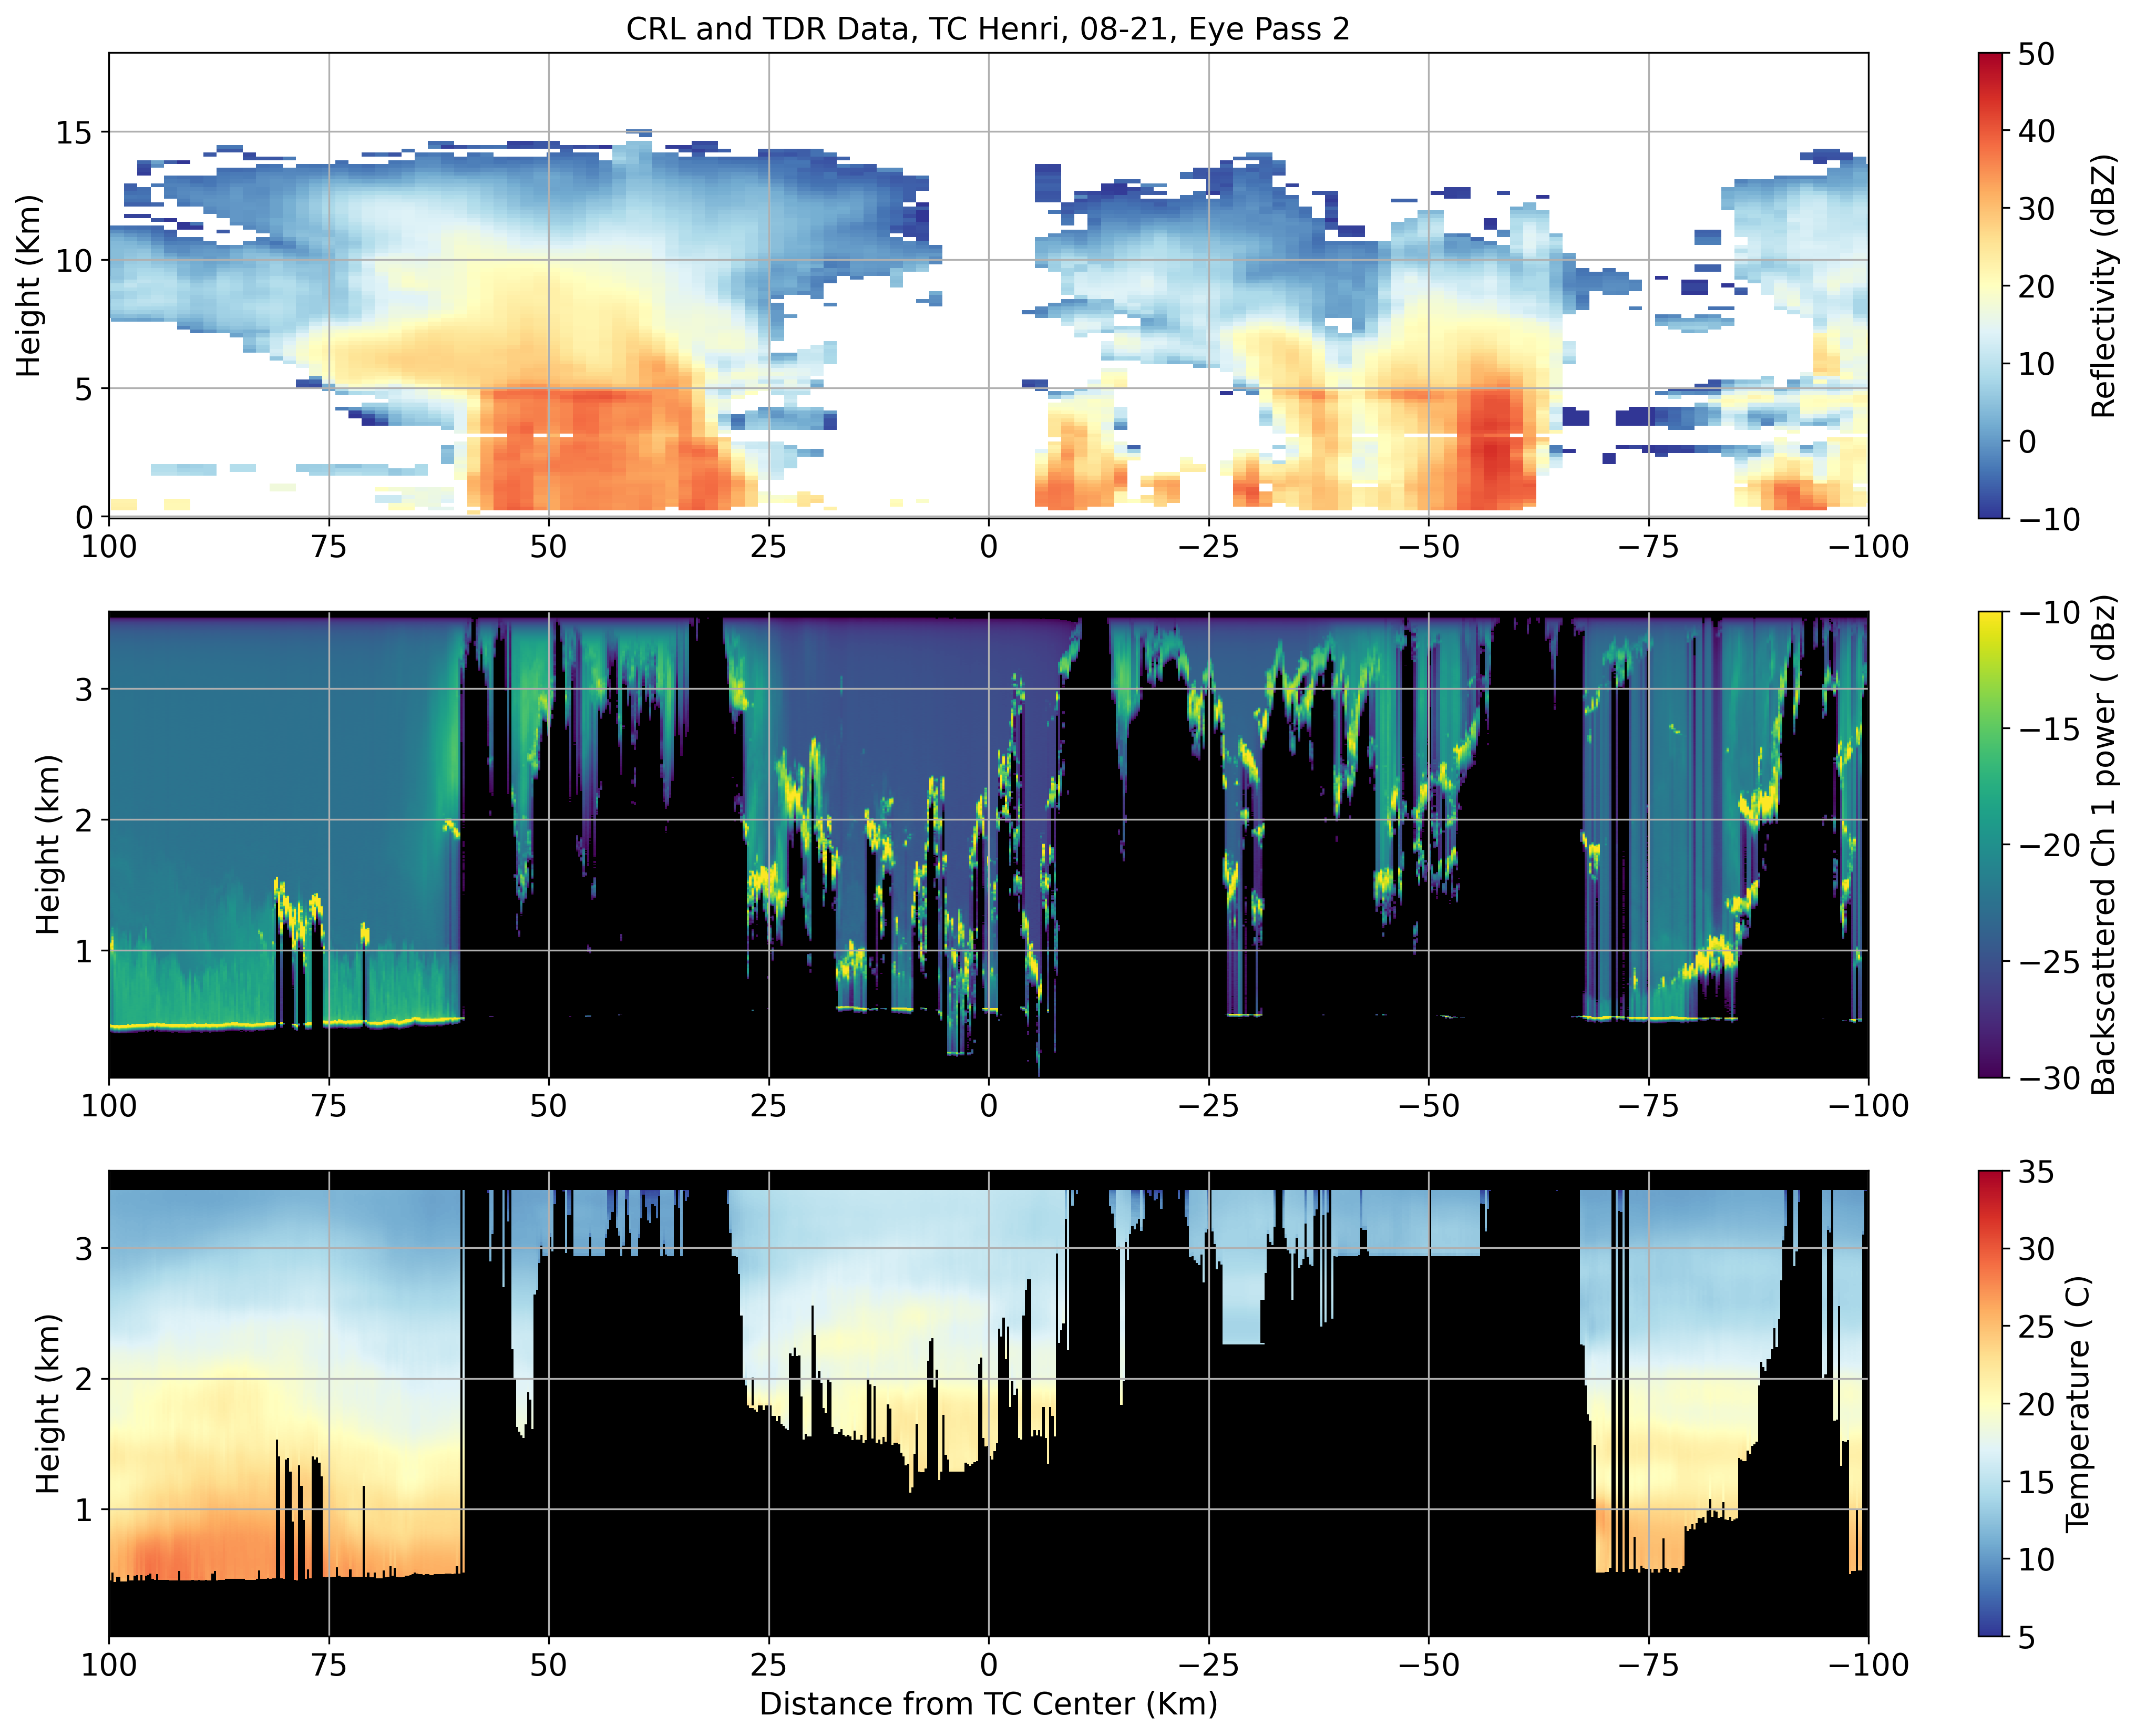 CRL and TDR Data, TC Henri, 08-21, Eye Pass 2
Height (Km)
15
10
5
0
100 75 50 25 0 −25 −50 −75 −100
50
40
30
20
10
0
−10
Reflectivity (dBZ)
Height (km)
3
2
1
100 75 50 25 0 −25 −50 −75 −100
−10
−15
−20
−25
−30
Backscattered Ch 1 power ( dBz)
Height (km)
3
2
1
100 75 50 25 0 −25 −50 −75 −100
Distance from TC Center (Km)
35
30
25
20
15
10
5
Temperature ( C)